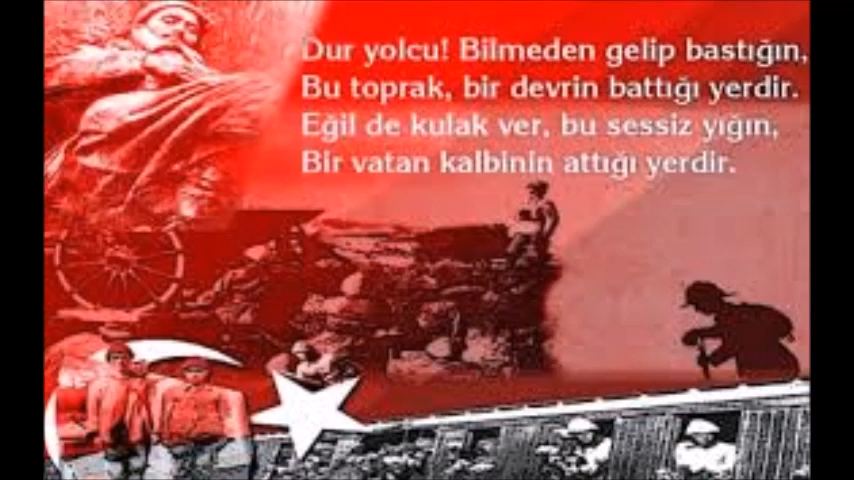 Dur yolcu! Bilmeden gelip bastığın,
Bu toprak, bir devrin battığı yerdir.
Eğil de kulak ver, bu sessiz yığın,
Bir vatan kalbinin attığı yerdir.